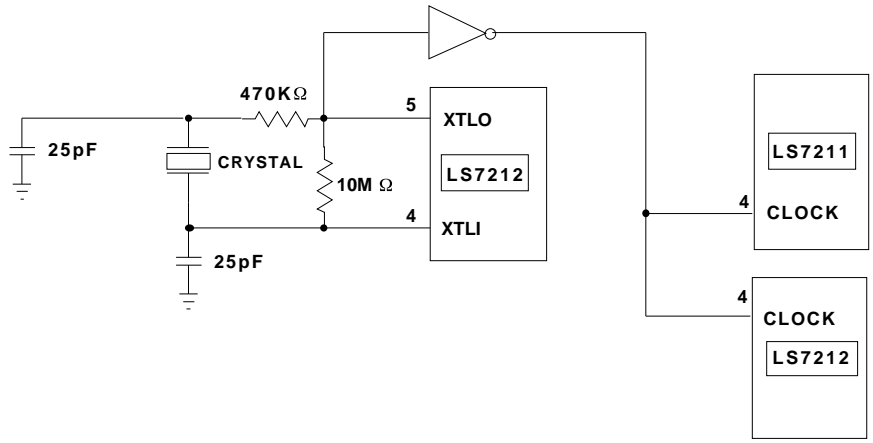 470KΩ
5
XTLO
25pF
CRYSTAL
LS7212
10M Ω
4
XTLI
25pF
LS7211
4
CLOCK
4
CLOCK
LS7212